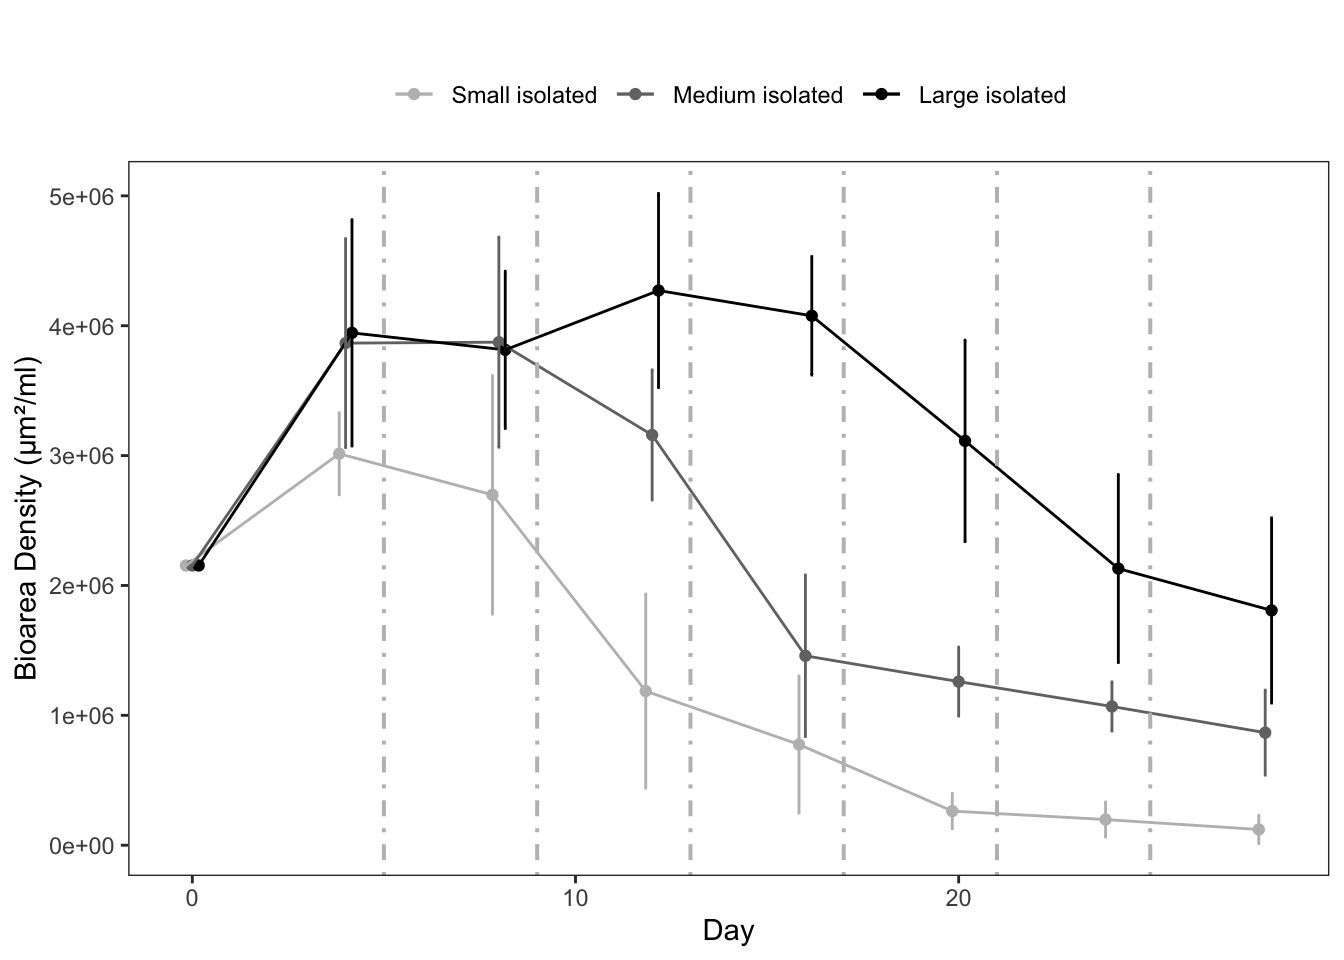 Small isolated Medium isolated Large isolated
Bioarea Density (µm²/ml)
5e+06
4e+06
3e+06
2e+06
1e+06
0e+00
0 10 20
Day